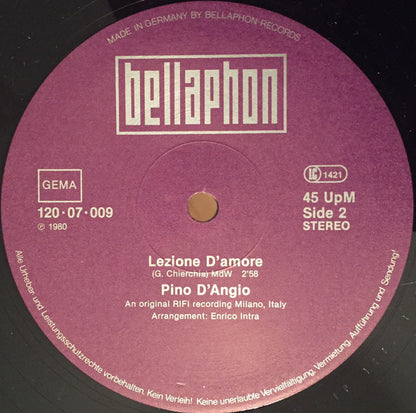 MADE IN GERMANY BY BELLAPHON RECORDS
bellaphon
GEMA
LC 1421
120·07·009
℗ 1980
45 UpM
Side 2
STEREO
Lezione D'amore
(G. Chierchia) MdW 2'58
Pino D'Angio
An original RIFI recording Milano, Italy
Arrangement: Enrico Intra
Alle Urheber und Leistungsschutzrechte vorbehalten. Kein Verleih! Keine unerlaubte Vervielfältigung, Vermietung, Aufführung und Sendung!